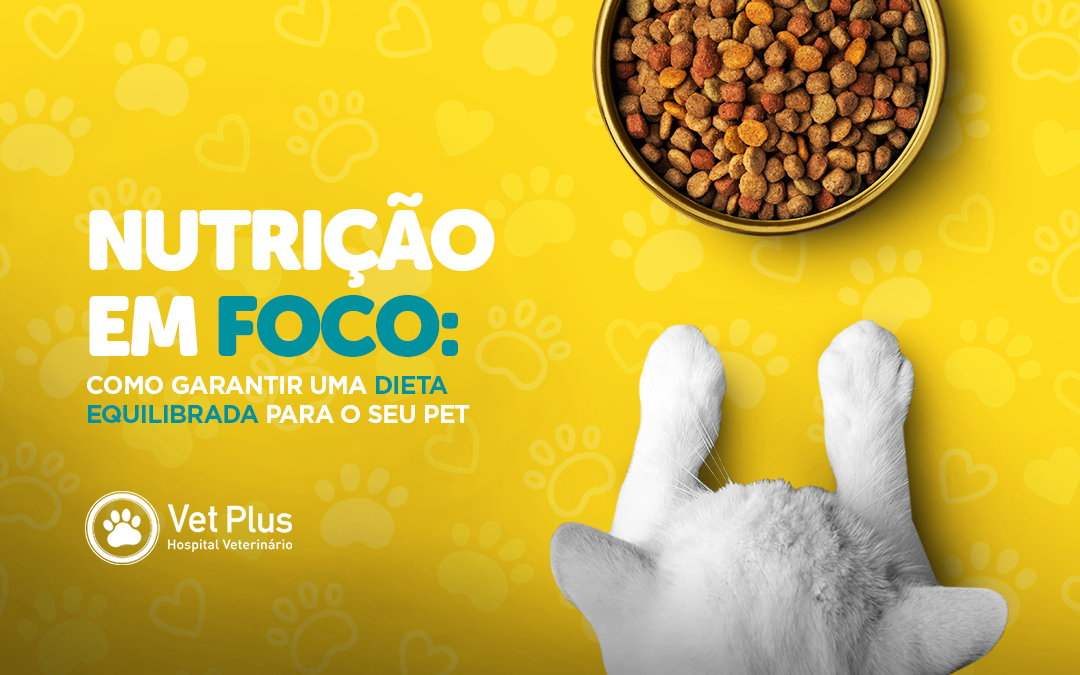 NUTRIÇÃO
EM FOCO:
COMO GARANTIR UMA DIETA
EQUILIBRADA PARA O SEU PET
Vet Plus
Hospital Veterinário